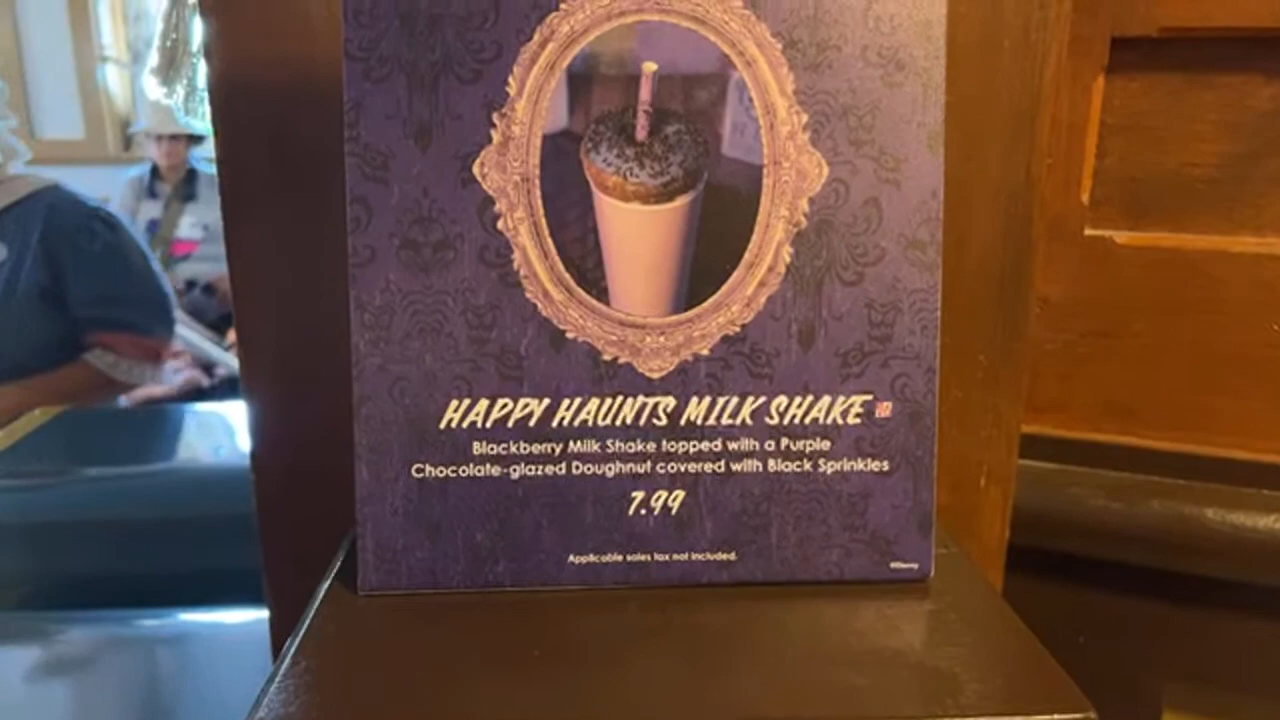 HAPPY HAUNTS MILK SHAKE
Blackberry Milk Shake topped with a Purple
Chocolate-glazed Doughnut covered with Black Sprinkles
7.99
Applicable sales tax not included.
©Disney